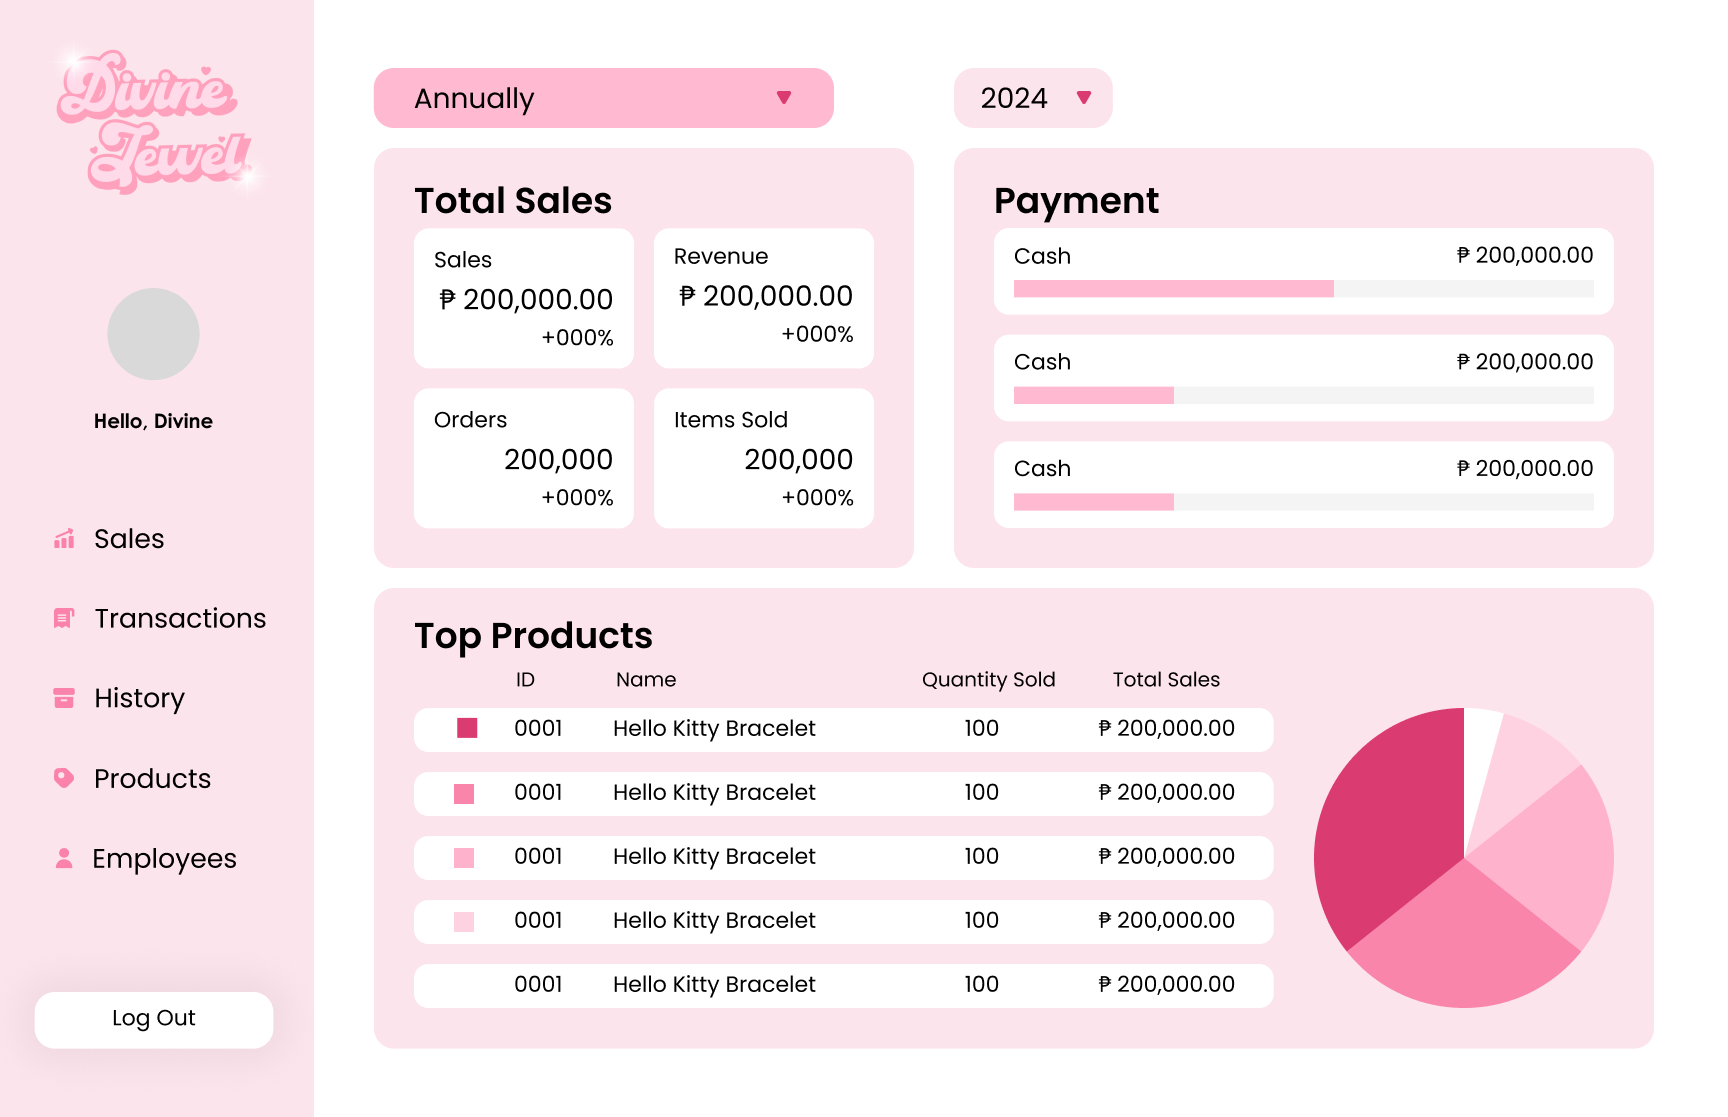 Divine
Jewel
Hello, Divine
Sales
Transactions
History
Products
Employees
Log Out
Annually
2024
Total Sales
Sales
₱ 200,000.00
+000%
Revenue
₱ 200,000.00
+000%
Orders
200,000
+000%
Items Sold
200,000
+000%
Payment
Cash ₱ 200,000.00
Cash ₱ 200,000.00
Cash ₱ 200,000.00
Top Products
ID Name Quantity Sold Total Sales
0001 Hello Kitty Bracelet 100 ₱ 200,000.00
0001 Hello Kitty Bracelet 100 ₱ 200,000.00
0001 Hello Kitty Bracelet 100 ₱ 200,000.00
0001 Hello Kitty Bracelet 100 ₱ 200,000.00
0001 Hello Kitty Bracelet 100 ₱ 200,000.00